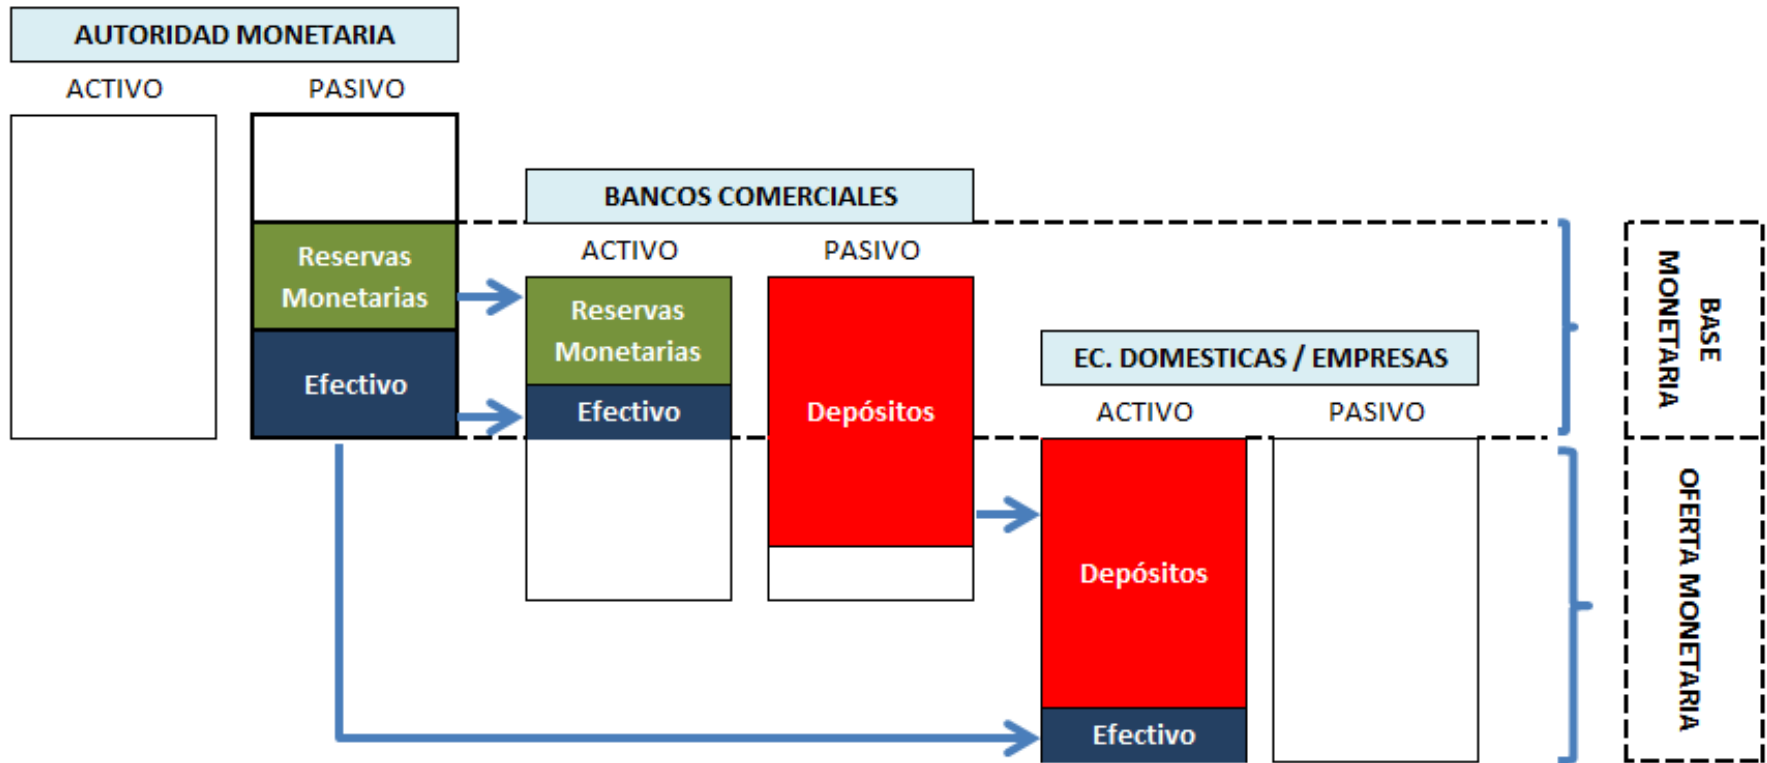 AUTORIDAD MONETARIA
ACTIVO
PASIVO
Reservas
Monetarias
Efectivo
BANCOS COMERCIALES
ACTIVO
PASIVO
Reservas
Monetarias
Efectivo
Depósitos
EC. DOMESTICAS / EMPRESAS
ACTIVO
PASIVO
Depósitos
Efectivo
BASE
MONETARIA
OFERTA MONETARIA